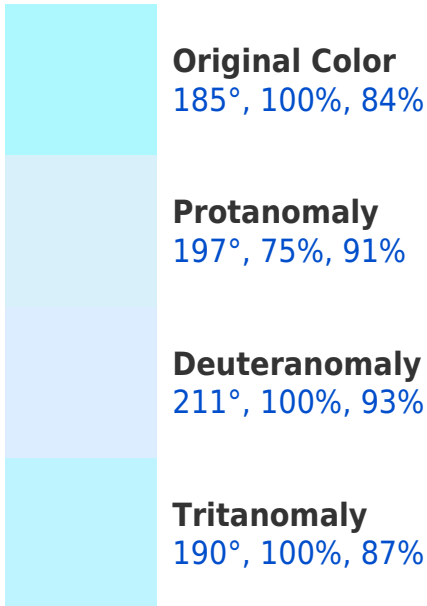 Original Color
185°, 100%, 84%
Protanomaly
197°, 75%, 91%
Deuteranomaly
211°, 100%, 93%
Tritanomaly
190°, 100%, 87%